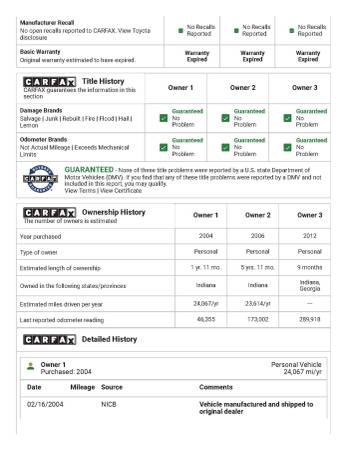 Manufacturer Recall
No open recalls reported to CARFAX. View Toyota
disclosure
No Recalls
Reported
No Recalls
Reported
No Recalls
Reported
Basic Warranty
Original warranty estimated to have expired.
Warranty
Expired
Warranty
Expired
Warranty
Expired
CARFAX Title History
CARFAX guarantees the information in this
section
Owner 1
Owner 2
Owner 3
Damage Brands
Salvage | Junk | Rebuilt | Fire | Flood | Hail |
Lemon
Guaranteed
No
Problem
Guaranteed
No
Problem
Guaranteed
No
Problem
Odometer Brands
Not Actual Mileage | Exceeds Mechanical
Limits
Guaranteed
No
Problem
Guaranteed
No
Problem
Guaranteed
No
Problem
GUARANTEED - None of these title problems were reported by a U.S. state Department of
Motor Vehicles (DMV). If you find that any of these title problems were reported by a DMV and not
included in this report, you may qualify.
View Terms | View Certificate
CARFAX Ownership History
The number of owners is estimated
Owner 1
Owner 2
Owner 3
Year purchased 2004 2006 2012
Type of owner Personal Personal Personal
Estimated length of ownership 1 yr. 11 mo. 5 yrs. 11 mo. 9 months
Owned in the following states/provinces Indiana Indiana Indiana,
Georgia
Estimated miles driven per year 24,067/yr 23,614/yr ---
Last reported odometer reading 46,355 173,002 289,918
CARFAX Detailed History
Owner 1
Purchased: 2004
Personal Vehicle
24,067 mi/yr
Date Mileage Source Comments
02/16/2004 NICB Vehicle manufactured and shipped to
original dealer